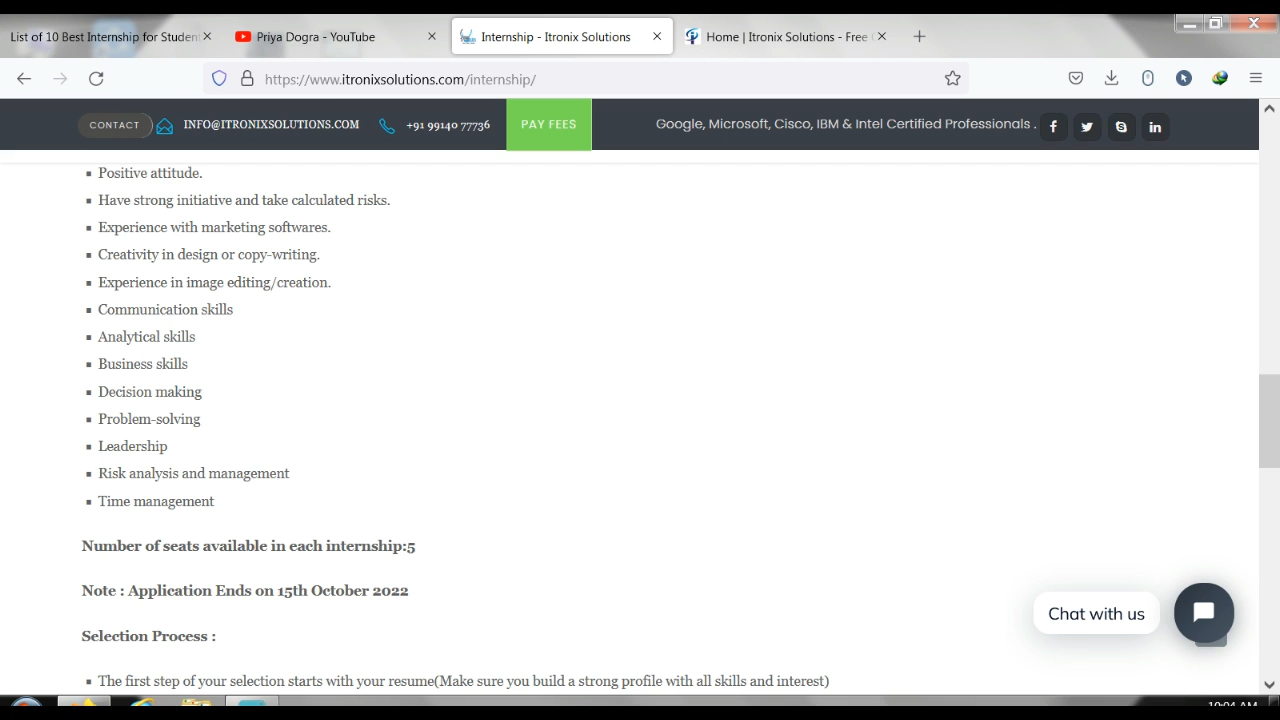 List of 10 Best Internship for Student
Priya Dogra - YouTube
Internship - Itronix Solutions
Home | Itronix Solutions - Free
https://www.itronixsolutions.com/internship/
CONTACT
INFO@ITRONIXSOLUTIONS.COM
+91 99140 77736
PAY FEES
Google, Microsoft, Cisco, IBM & Intel Certified Professionals .
Positive attitude.
Have strong initiative and take calculated risks.
Experience with marketing softwares.
Creativity in design or copy-writing.
Experience in image editing/creation.
Communication skills
Analytical skills
Business skills
Decision making
Problem-solving
Leadership
Risk analysis and management
Time management
Number of seats available in each internship:5
Note : Application Ends on 15th October 2022
Chat with us
Selection Process :
The first step of your selection starts with your resume(Make sure you build a strong profile with all skills and interest)
10:04 AM